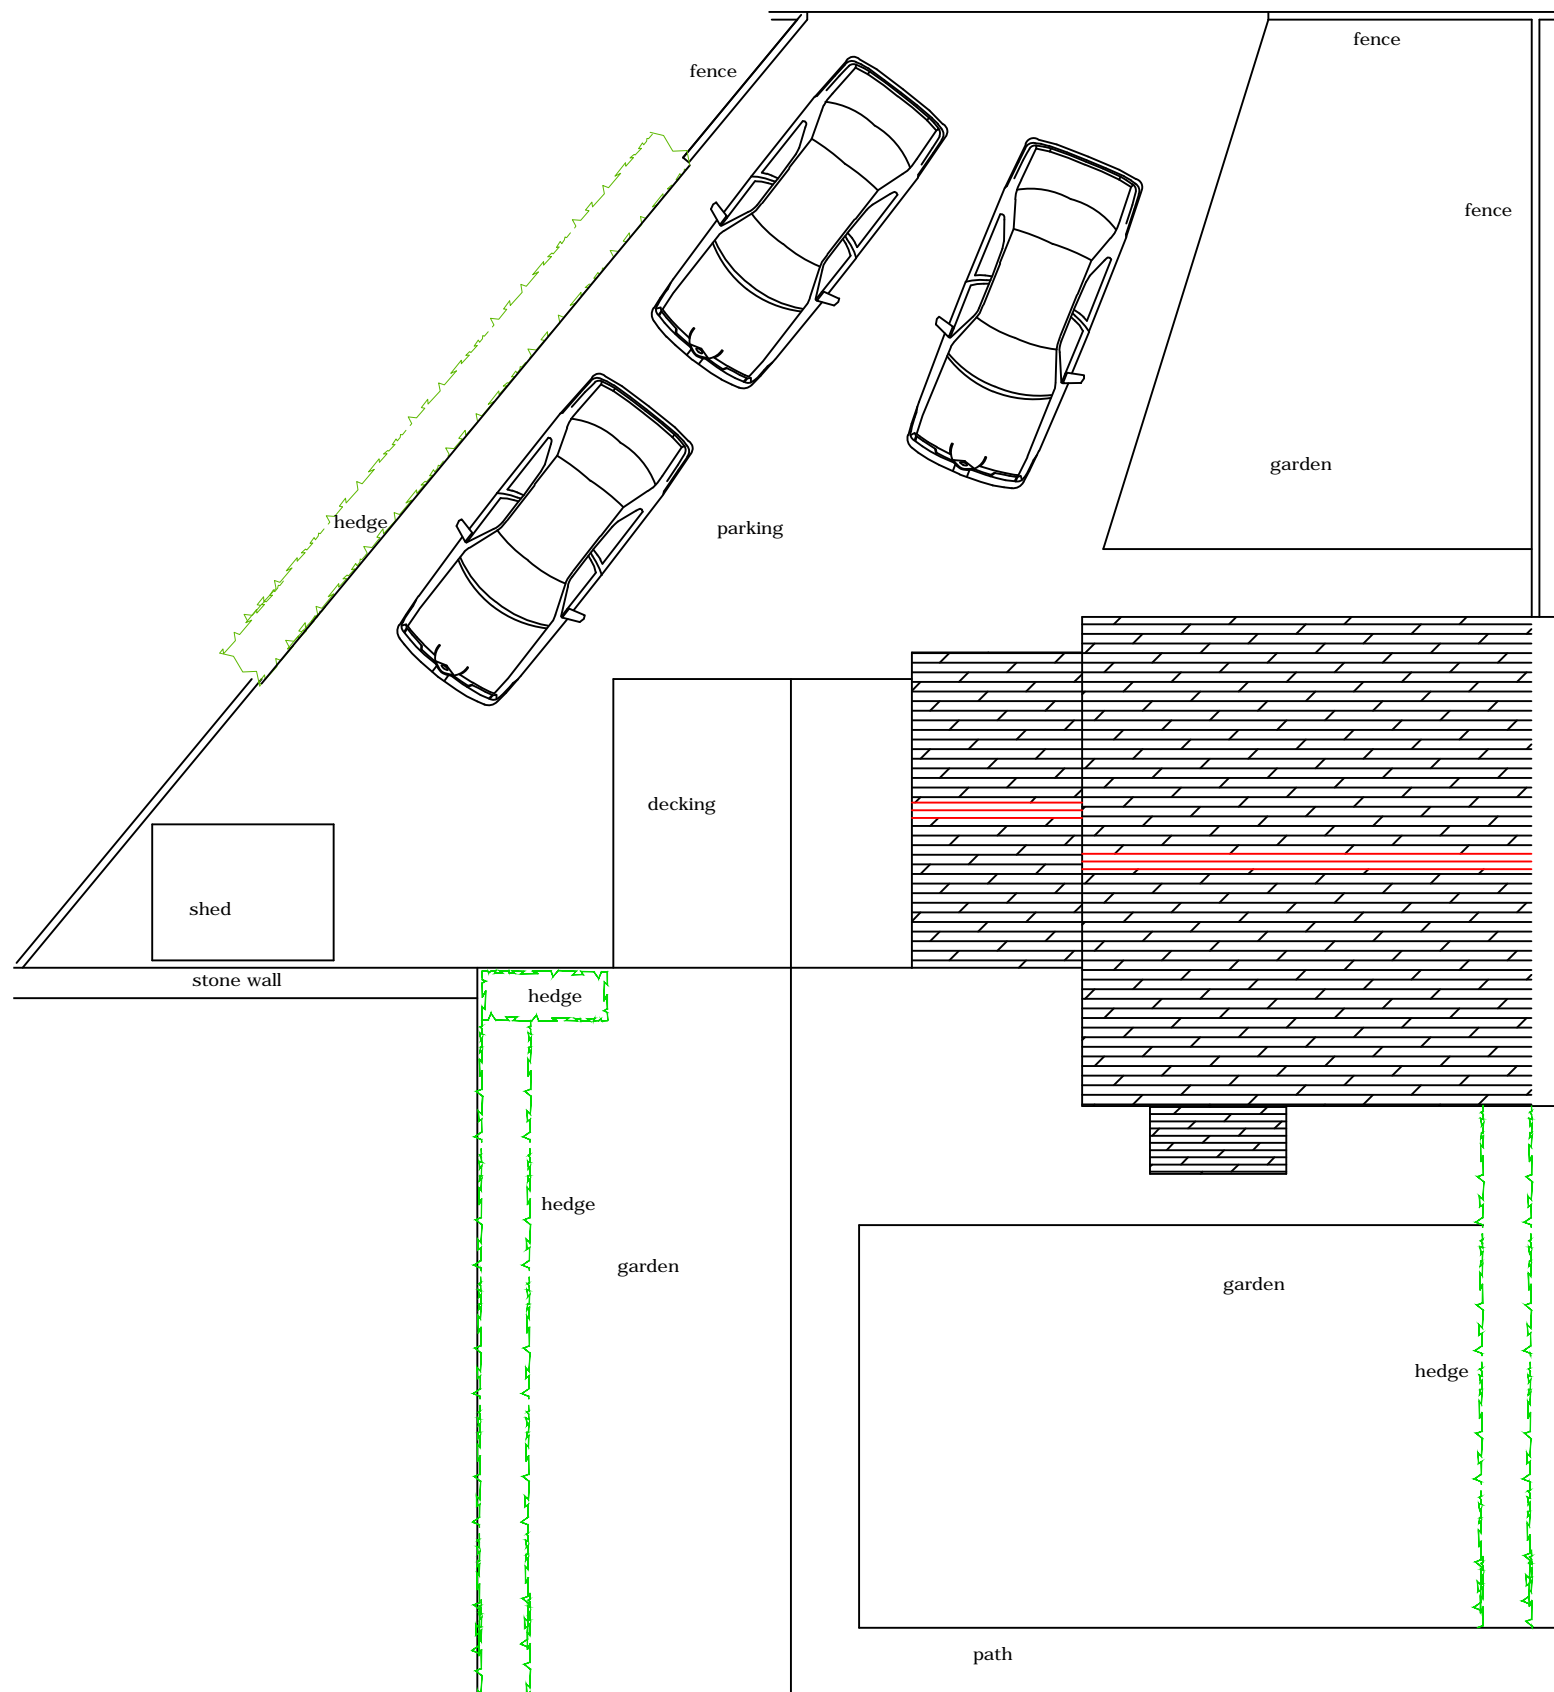 fence
fence
fence
garden
hedge
parking
decking
shed
stone wall
hedge
hedge
garden
garden
hedge
path